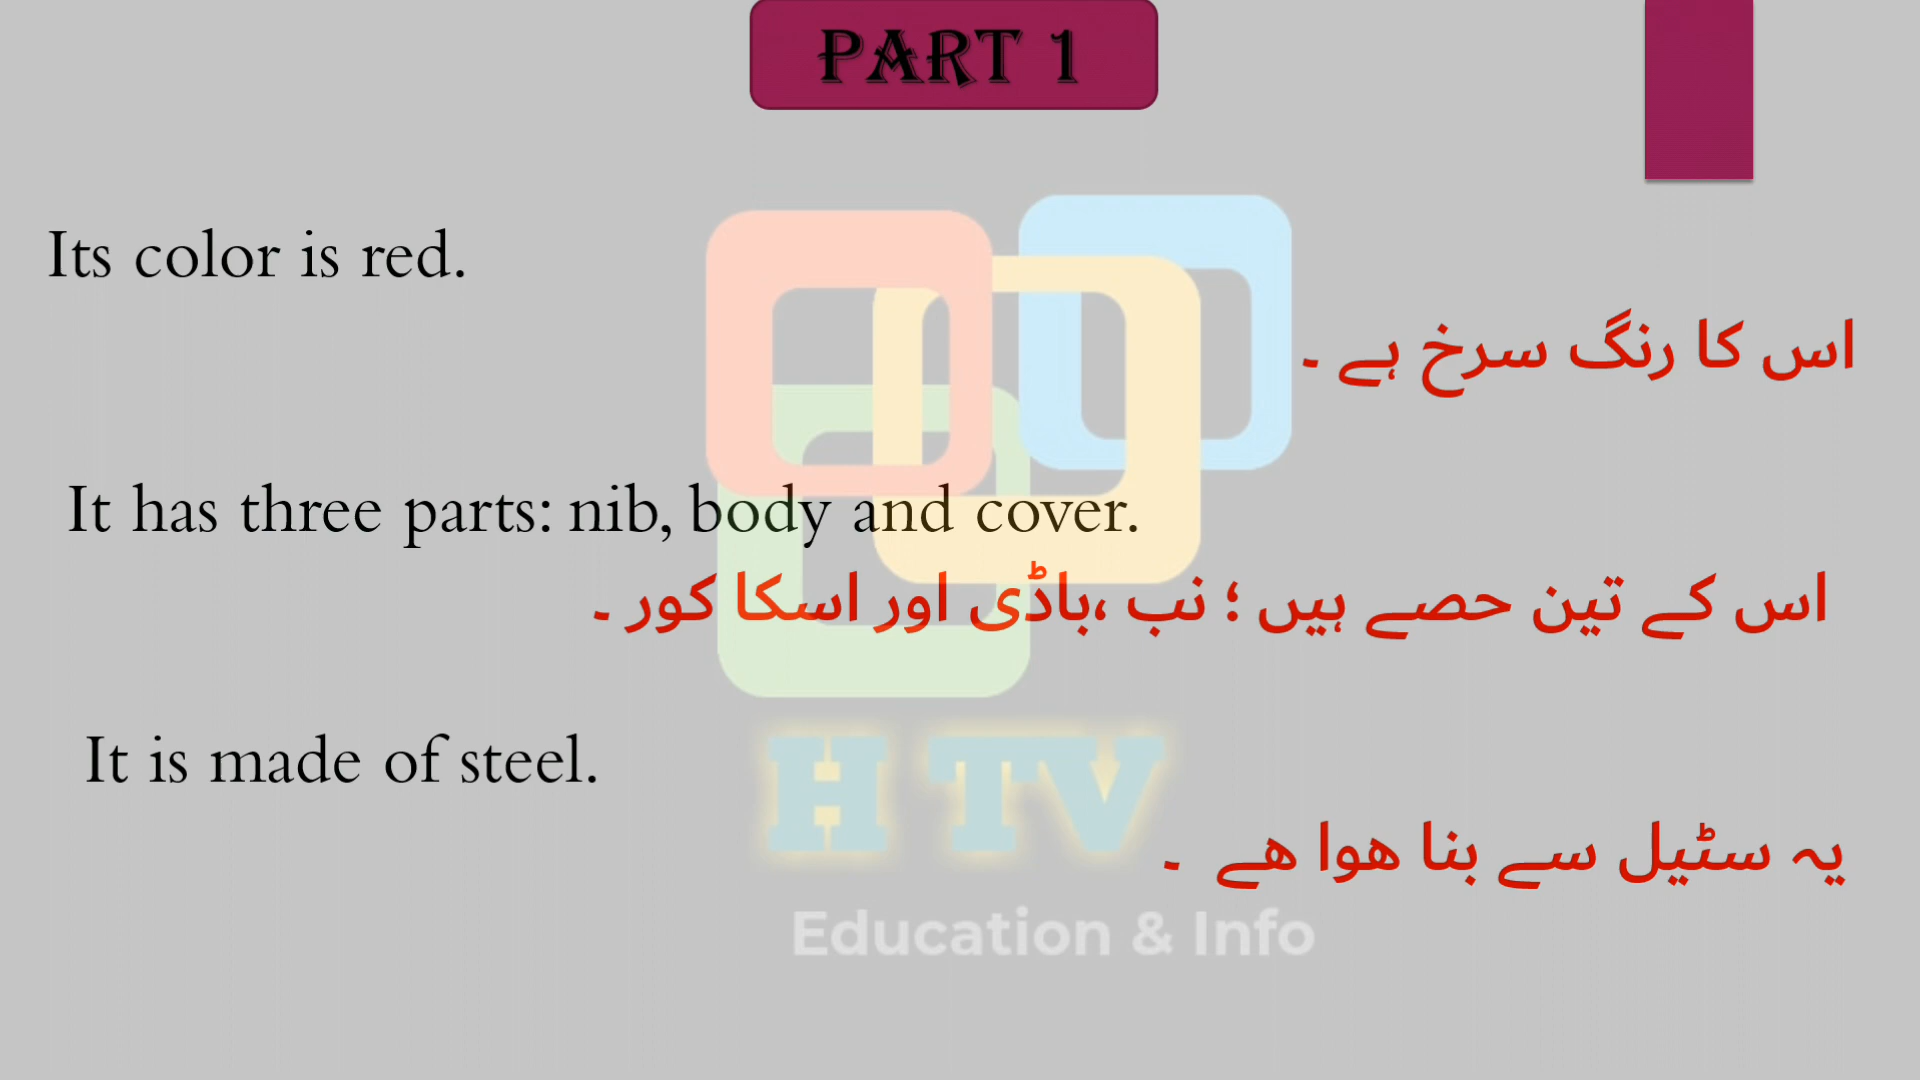 PART 1
Its color is red.
اس کا رنگ سرخ ہے ۔
It has three parts: nib, body and cover.
اس کے تین حصے ہیں ؛ نب ،باڈی اور اسکا کور ۔
It is made of steel.
یہ سٹیل سے بنا ھوا ھے ۔
H TV
Education & Info